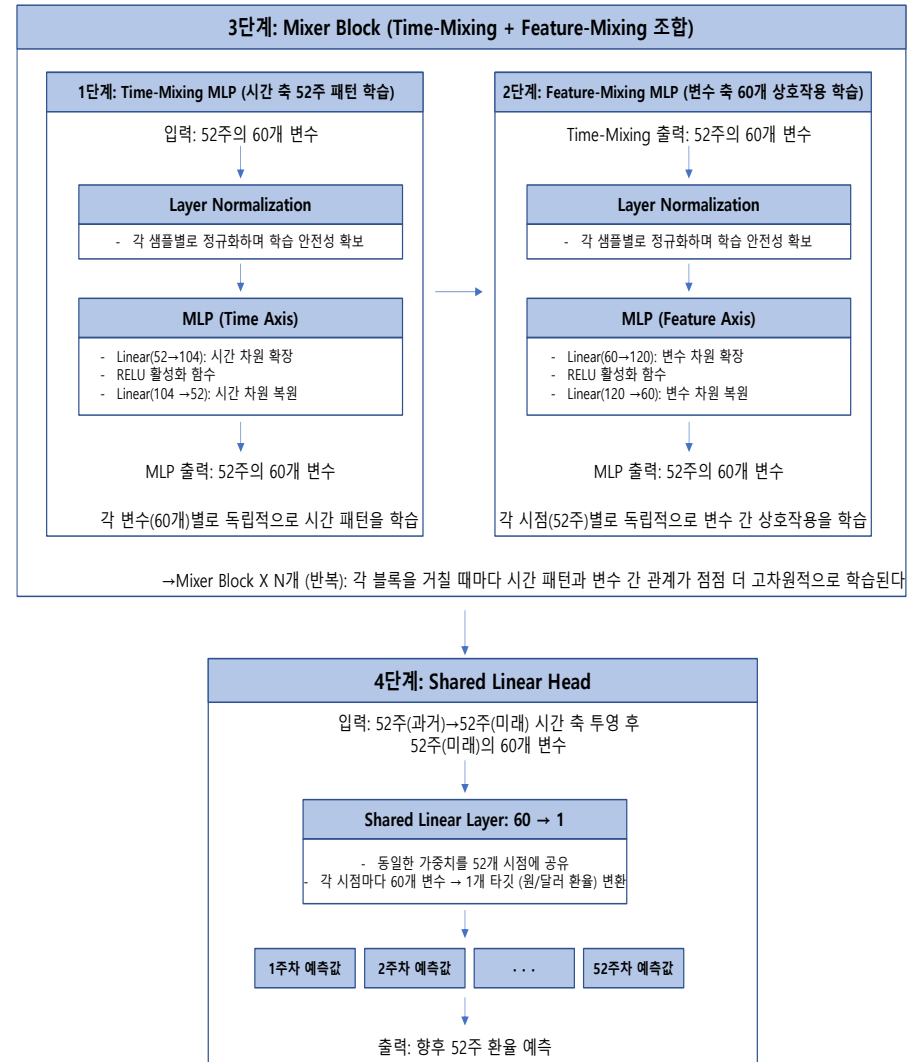 3단계: Mixer Block (Time-Mixing + Feature-Mixing 조합)
1단계: Time-Mixing MLP (시간 축 52주 패턴 학습)
입력: 52주의 60개 변수
Layer Normalization
- 각 샘플별로 정규화하며 학습 안전성 확보
MLP (Time Axis)
- Linear(52→104): 시간 차원 확장
- RELU 활성화 함수
- Linear(104 →52): 시간 차원 복원
MLP 출력: 52주의 60개 변수
각 변수(60개)별로 독립적으로 시간 패턴을 학습
2단계: Feature-Mixing MLP (변수 축 60개 상호작용 학습)
Time-Mixing 출력: 52주의 60개 변수
Layer Normalization
- 각 샘플별로 정규화하며 학습 안전성 확보
MLP (Feature Axis)
- Linear(60→120): 변수 차원 확장
- RELU 활성화 함수
- Linear(120 →60): 변수 차원 복원
MLP 출력: 52주의 60개 변수
각 시점(52주)별로 독립적으로 변수 간 상호작용을 학습
→Mixer Block X N개 (반복): 각 블록을 거칠 때마다 시간 패턴과 변수 간 관계가 점점 더 고차원적으로 학습된다
4단계: Shared Linear Head
입력: 52주(과거)→52주(미래) 시간 축 투영 후
52주(미래)의 60개 변수
Shared Linear Layer: 60 → 1
- 동일한 가중치를 52개 시점에 공유
- 각 시점마다 60개 변수 → 1개 타깃 (원/달러 환율) 변환
1주차 예측값
2주차 예측값
. . .
52주차 예측값
출력: 향후 52주 환율 예측